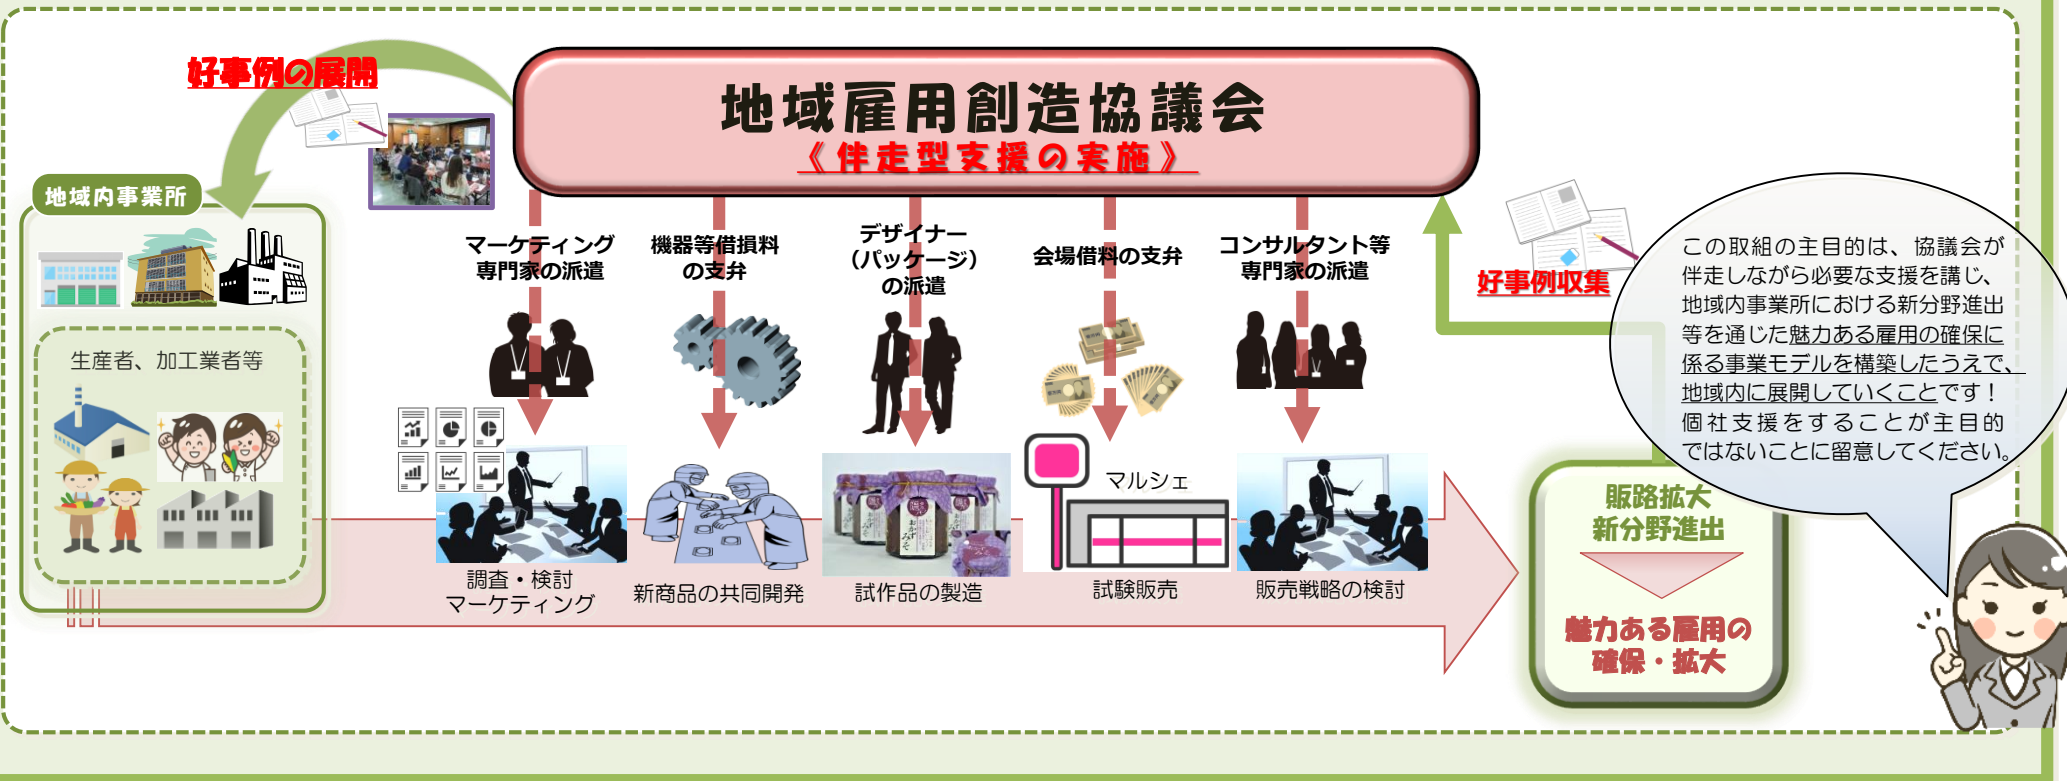 好事例の展開
地域雇用創造協議会
《伴走型支援の実施》
地域内事業所
生産者、加工業者等
マーケティング
専門家の派遣
機器等借損料
の支弁
デザイナー
（パッケージ）
の派遣
会場借料の支弁
コンサルタント等
専門家の派遣
好事例収集
この取組の主目的は、協議会が
伴走しながら必要な支援を講じ、
地域内事業所における新分野進出
等を通じた魅力ある雇用の確保に
係る事業モデルを構築したうえで、
地域内に展開していくことです！
個社支援をすることが主目的
ではないことに留意してください。
マルシェ
調査・検討
マーケティング
新商品の共同開発
試作品の製造
試験販売
販売戦略の検討
販路拡大
新分野進出
魅力ある雇用の
確保・拡大